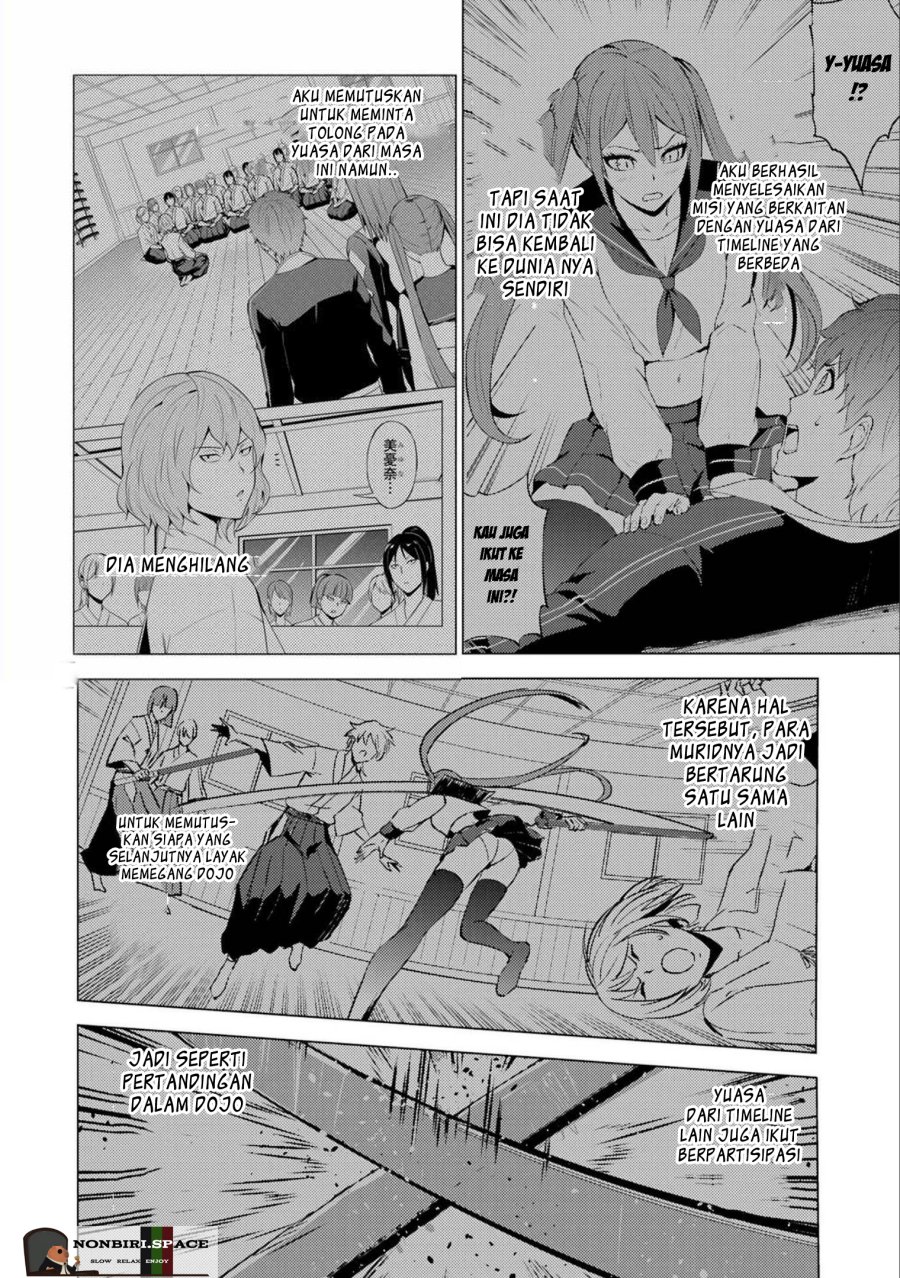 Y-YUASA
!?
AKU BERHASIL
MENYELESAIKAN
MISI YANG BERKAITAN
DENGAN YUASA DARI
TIMELINE YANG
BERBEDA
TAPI SAAT
INI DIA TIDAK
BISA KEMBALI
KE DUNIA NYA
SENDIRI
KAU JUGA
IKUT KE
MASA
INI?!
AKU MEMUTUSKAN
UNTUK MEMINTA
TOLONG PADA
YUASA DARI MASA
INI NAMUN..
美憂奈…
みゆな
DIA MENGHILANG
KARENA HAL
TERSEBUT, PARA
MURIDNYA JADI
BERTARUNG
SATU SAMA
LAIN
UNTUK MEMUTUS-
KAN SIAPA YANG
SELANJUTNYA LAYAK
MEMEGANG DOJO
YUASA
DARI TIMELINE
LAIN JUGA IKUT
BERPARTISIPASI
JADI SEPERTI
PERTANDINGAN
DALAM DOJO
NONBIRI.SPACE
SLOW RELAX ENJOY